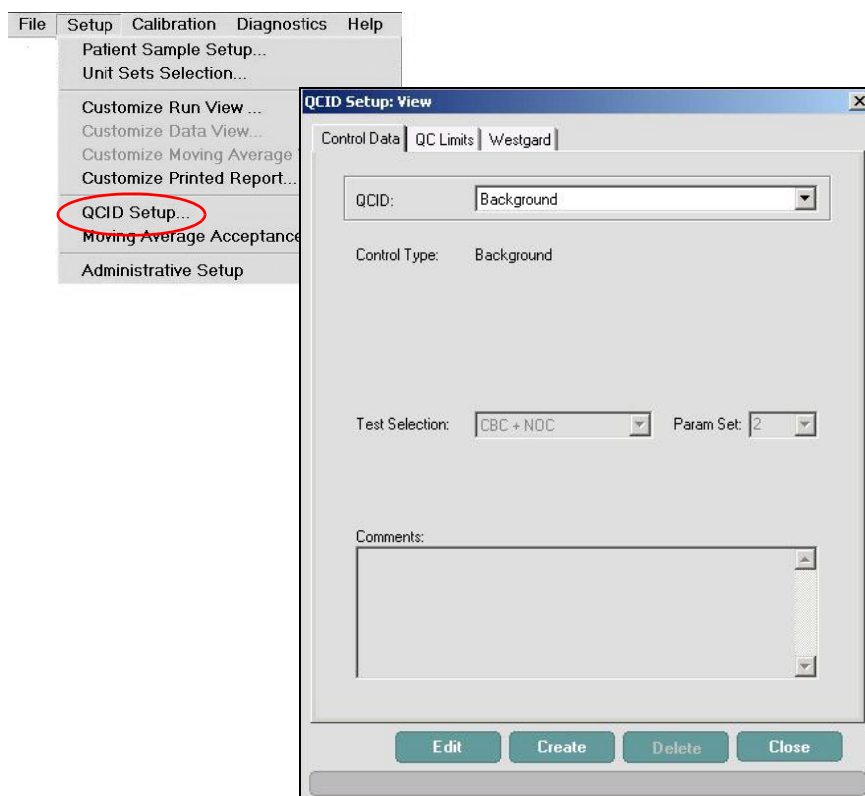 File Setup Calibration Diagnostics Help
Patient Sample Setup...
Unit Sets Selection...
Customize Run View ...
Customize Data View...
Customize Moving Average
Customize Printed Report...
QCID Setup...
Moving Average Acceptance
Administrative Setup
QCID Setup: View
Control Data QC Limits Westgard
QCID: Background
Control Type: Background
Test Selection: CBC + NOC Param Set: 2
Comments:
Edit Create Delete Close